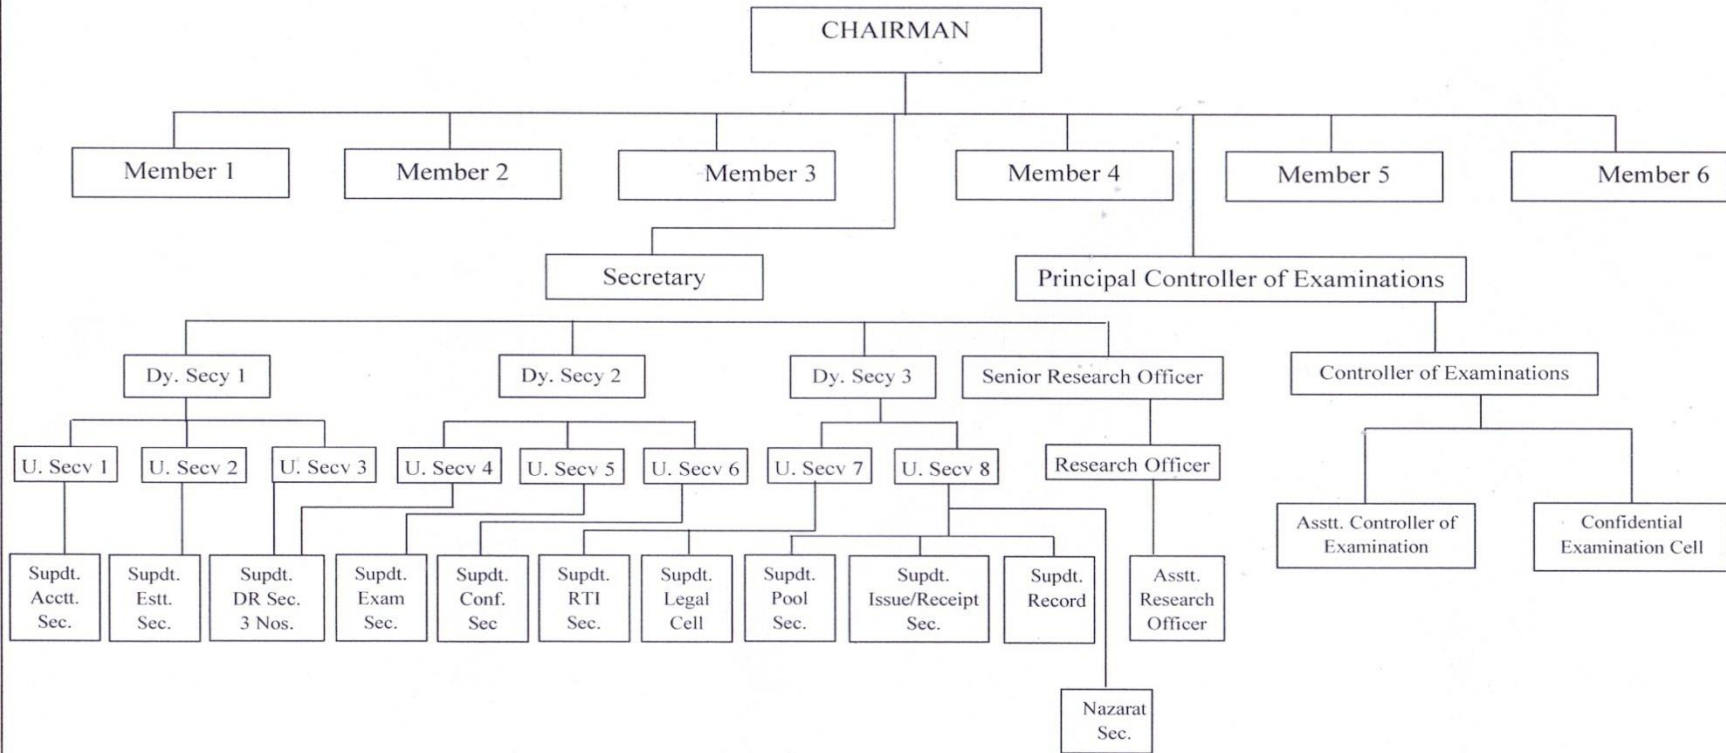 CHAIRMAN
Member 1
Member 2
Member 3
Member 4
Member 5
Member 6
Secretary
Principal Controller of Examinations
Dy. Secy 1
Dy. Secy 2
Dy. Secy 3
Senior Research Officer
Controller of Examinations
U. Secy 1
U. Secy 2
U. Secy 3
U. Secy 4
U. Secy 5
U. Secy 6
U. Secy 7
U. Secy 8
Research Officer
Asstt. Controller of
Examination
Confidential
Examination Cell
Supdt.
Acctt.
Sec.
Supdt.
Estt.
Sec.
Supdt.
DR Sec.
3 Nos.
Supdt.
Exam
Sec.
Supdt.
Conf.
Sec
Supdt.
RTI
Sec.
Supdt.
Legal
Cell
Supdt.
Pool
Sec.
Supdt.
Issue/Receipt
Sec.
Supdt.
Record
Asstt.
Research
Officer
Nazarat
Sec.